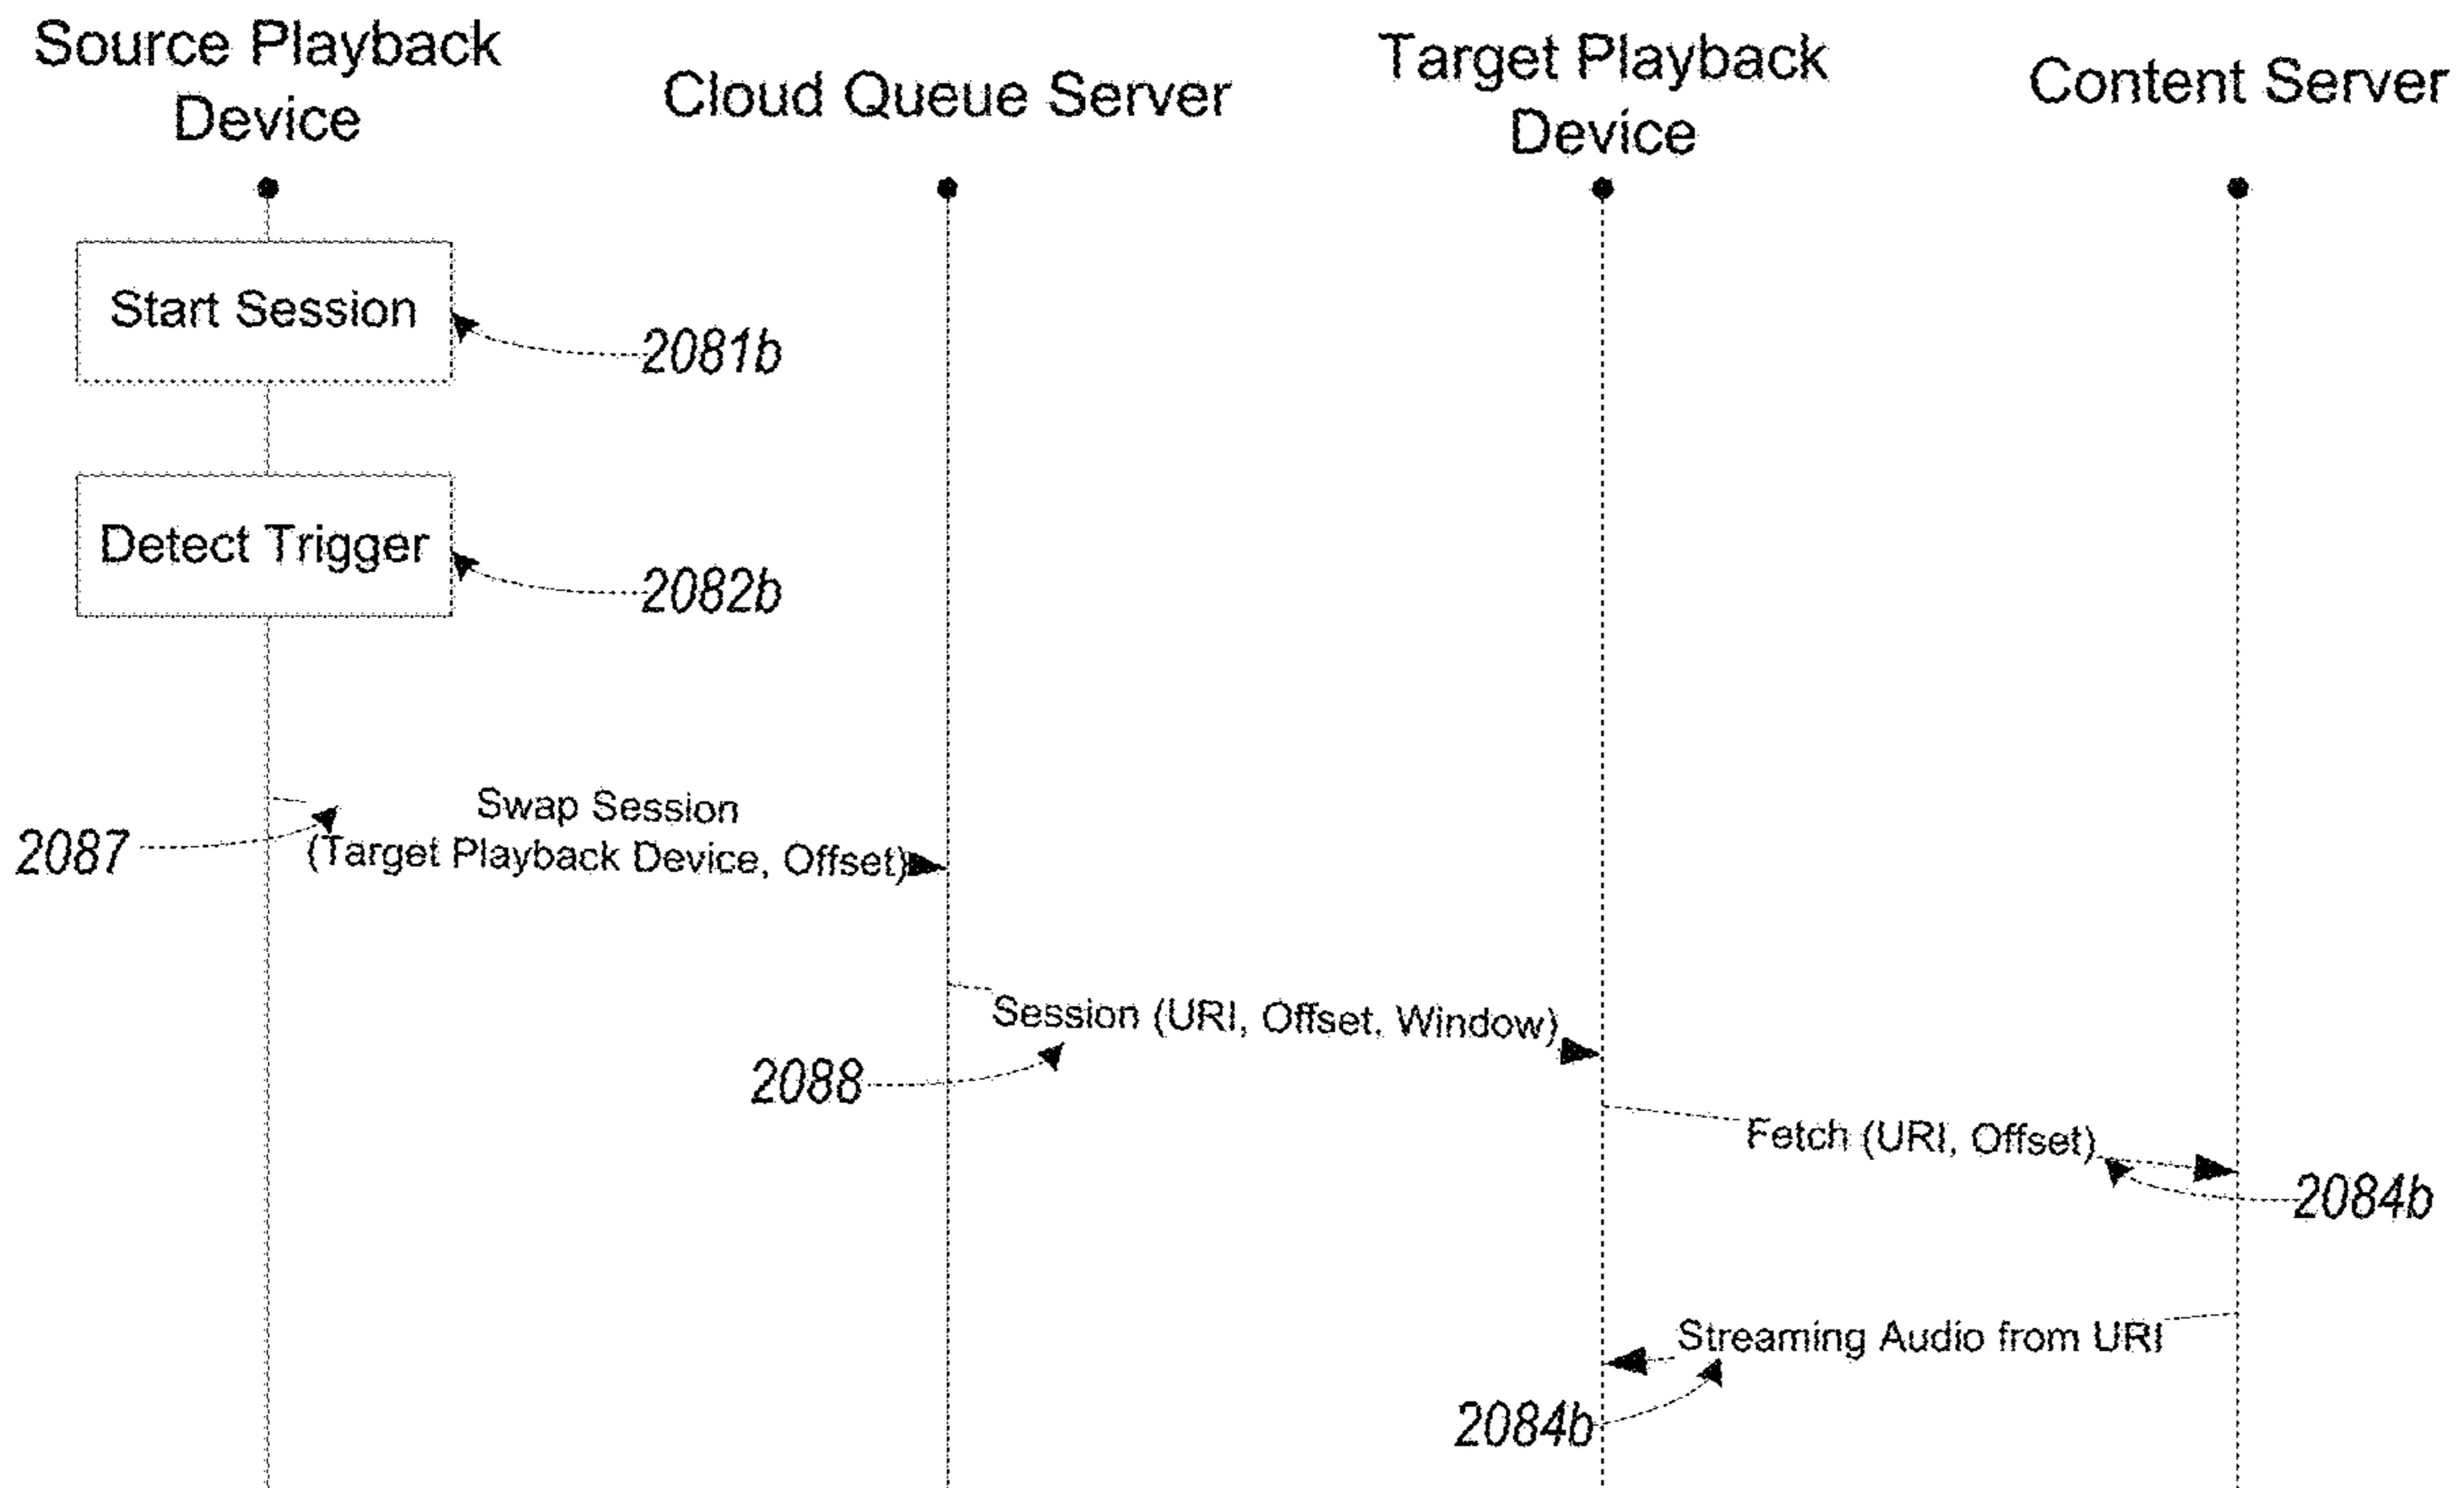 Source Playback
Device
Cloud Queue Server
Target Playback
Device
Content Server
Start Session
2081b
Detect Trigger
2082b
Swap Session
(Target Playback Device, Offset)
2087
Session (URI, Offset, Window)
2088
Fetch (URI, Offset)
2084b
Streaming Audio from URI
2084b